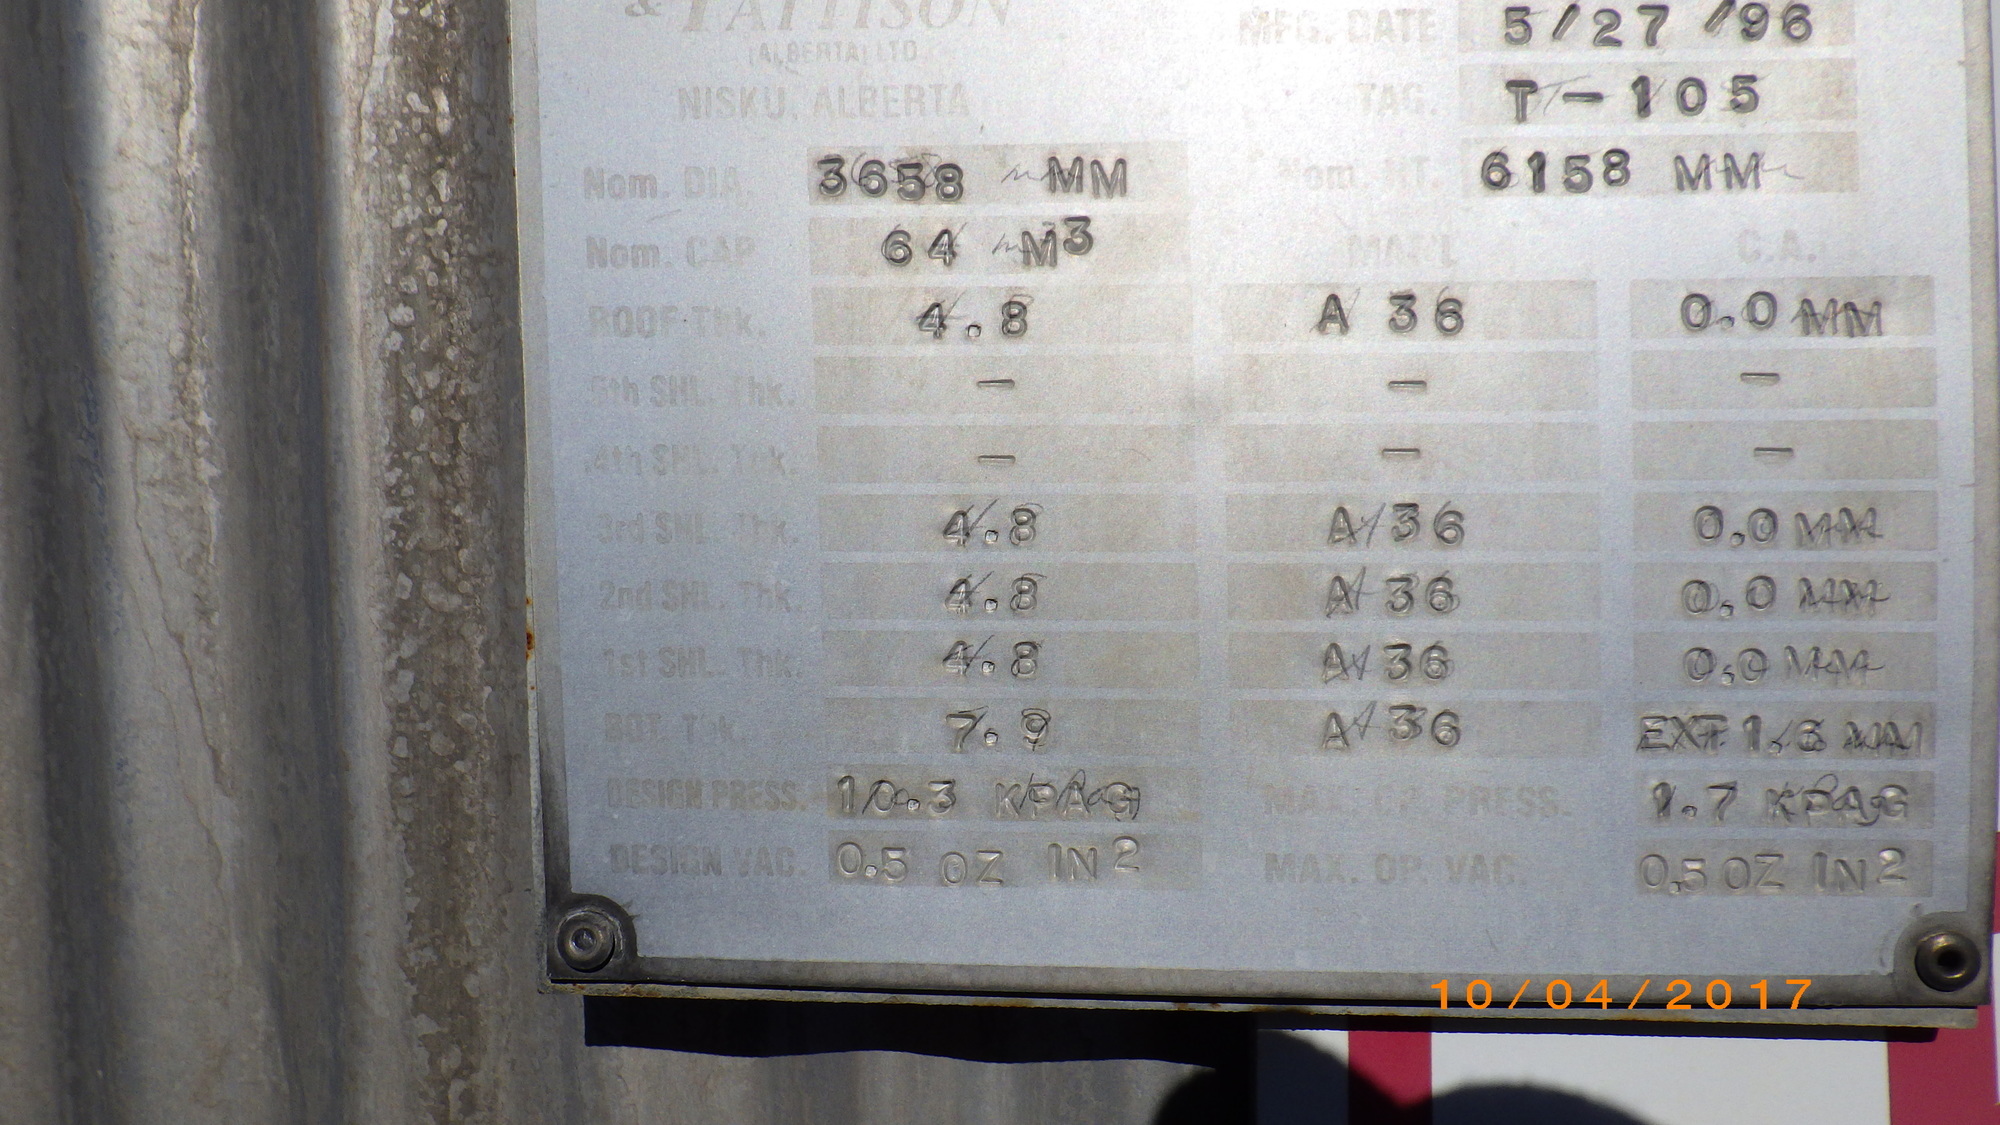 & PATTISON
(ALBERTA) LTD.
NISKU, ALBERTA
MFG. DATE 5/27/96
TAG. T-105
Nom. DIA. 3658 MM Nom. HT. 6158 MM
Nom. CAP. 64 M3 MAT'L C.A.
ROOF Thk. 4.8 A 36 0.0 MM
5th SHL. Thk. - - -
4th SHL. Thk. - - -
3rd SHL. Thk. 4.8 A 36 0.0 MM
2nd SHL. Thk. 4.8 A 36 0.0 MM
1st SHL. Thk. 4.8 A 36 0.0 MM
BOT. Thk. 7.9 A 36 EXT 1.6 MM
DESIGN PRESS. 10.3 KPAG MAX. OP. PRESS. 1.7 KPAG
DESIGN VAC. 0.5 OZ IN2 MAX. OP. VAC. 0.5 OZ IN2
10/04/2017